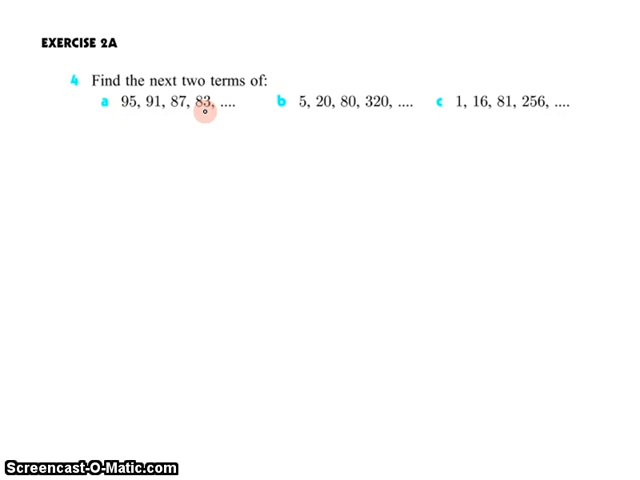 EXERCISE 2A
4 Find the next two terms of:
a 95, 91, 87, 83, .... b 5, 20, 80, 320, .... c 1, 16, 81, 256, ....
Screencast-O-Matic.com